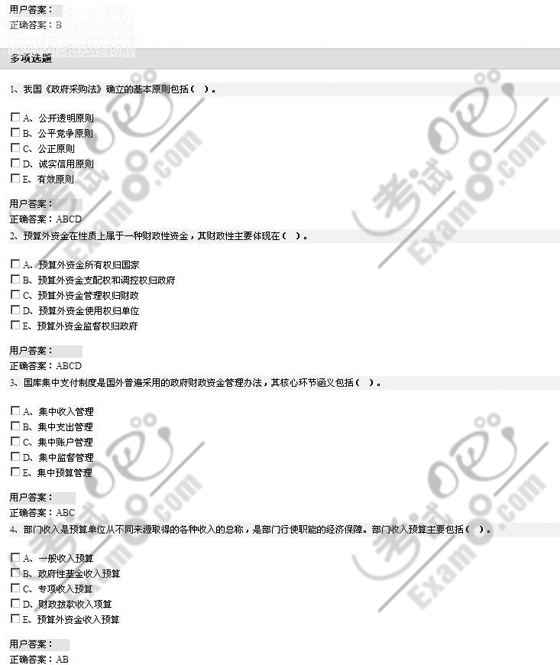 用户答案：
正确答案：B
多项选题
1、我国《政府采购法》确立的基本原则包括(　)。
A、公开透明原则
B、公平竞争原则
C、公正原则
D、诚实信用原则
E、有效原则
用户答案：
正确答案：ABCD
2、预算外资金在性质上属于一种财政性资金，其财政性主要体现在(　)。
A、预算外资金所有权归国家
B、预算外资金支配权和调控权归政府
C、预算外资金管理权归财政
D、预算外资金使用权归单位
E、预算外资金监督权归政府
用户答案：
正确答案：ABCD
3、国库集中支付制度是国外普遍采用的政府财政资金管理办法，其核心环节涵义包括(　)。
A、集中收入管理
B、集中支出管理
C、集中账户管理
D、集中监督管理
E、集中预算管理
用户答案：
正确答案：ABC
4、部门收入是预算单位从不同来源取得的各种收入的总称，是部门行使职能的经济保障。部门收入预算主要包括(　)。
A、一般收入预算
B、政府性基金收入预算
C、专项收入预算
D、财政拨款收入项算
E、预算外资金收入预算
用户答案：
正确答案：AB
考试
Exam8.com
考试
Exam8.com
考试
Exam8.com
考试
Exam8.com